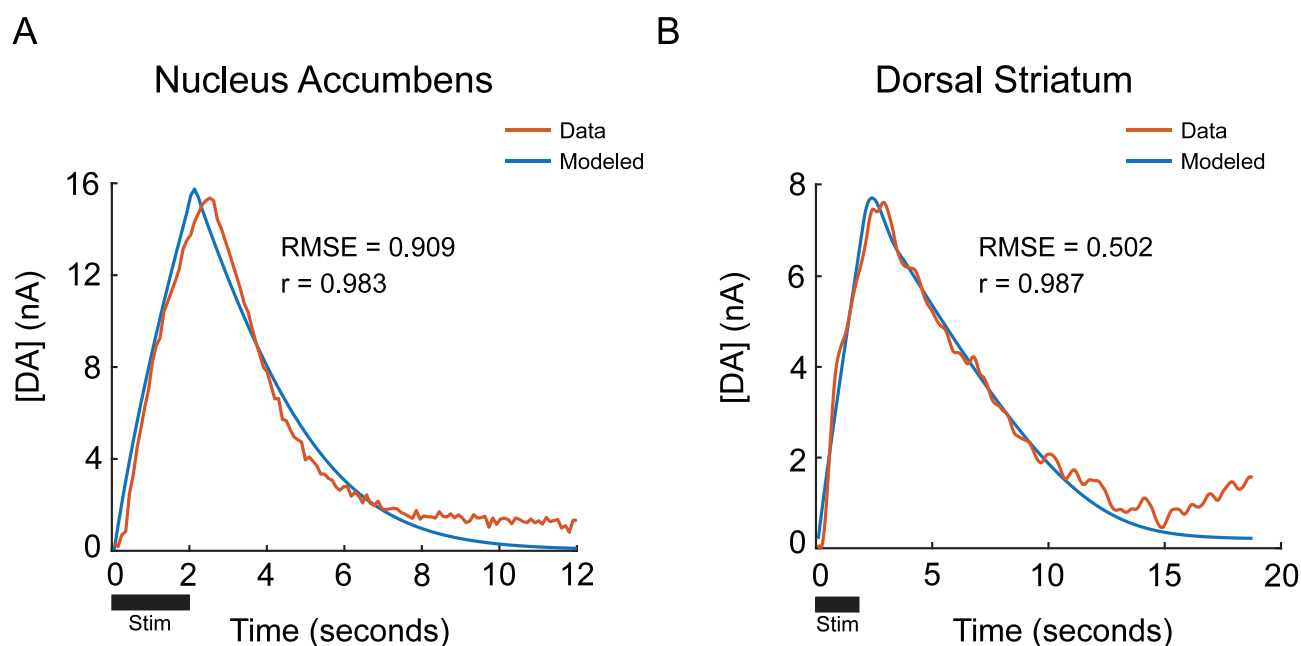 A
Nucleus Accumbens
Data
Modeled
RMSE = 0.909
r = 0.983
[DA] (nA)
16
12
8
4
0
0 2 4 6 8 10 12
Stim
Time (seconds)
B
Dorsal Striatum
Data
Modeled
RMSE = 0.502
r = 0.987
[DA] (nA)
8
6
4
2
0
0 5 10 15 20
Stim
Time (seconds)